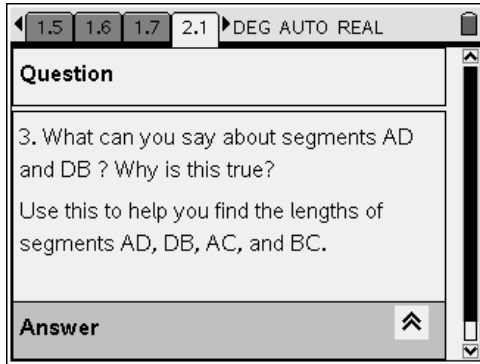 1.5 1.6 1.7 2.1 DEG AUTO REAL
Question
3. What can you say about segments AD
and DB ? Why is this true?
Use this to help you find the lengths of
segments AD, DB, AC, and BC.
Answer